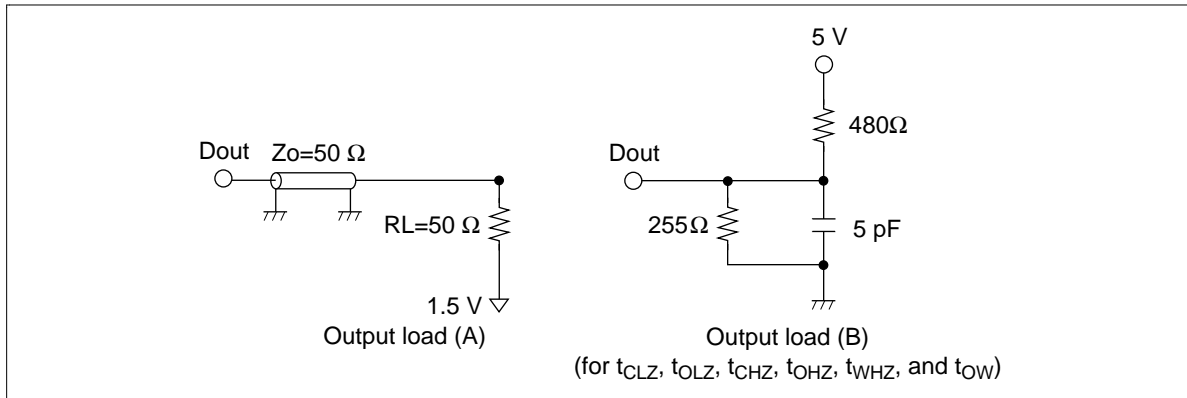 Dout
Zo=50 Ω
RL=50 Ω
1.5 V
Output load (A)
5 V
480Ω
Dout
255Ω
5 pF
Output load (B)
(for tCLZ, tOLZ, tCHZ, tOHZ, tWHZ, and tOW)